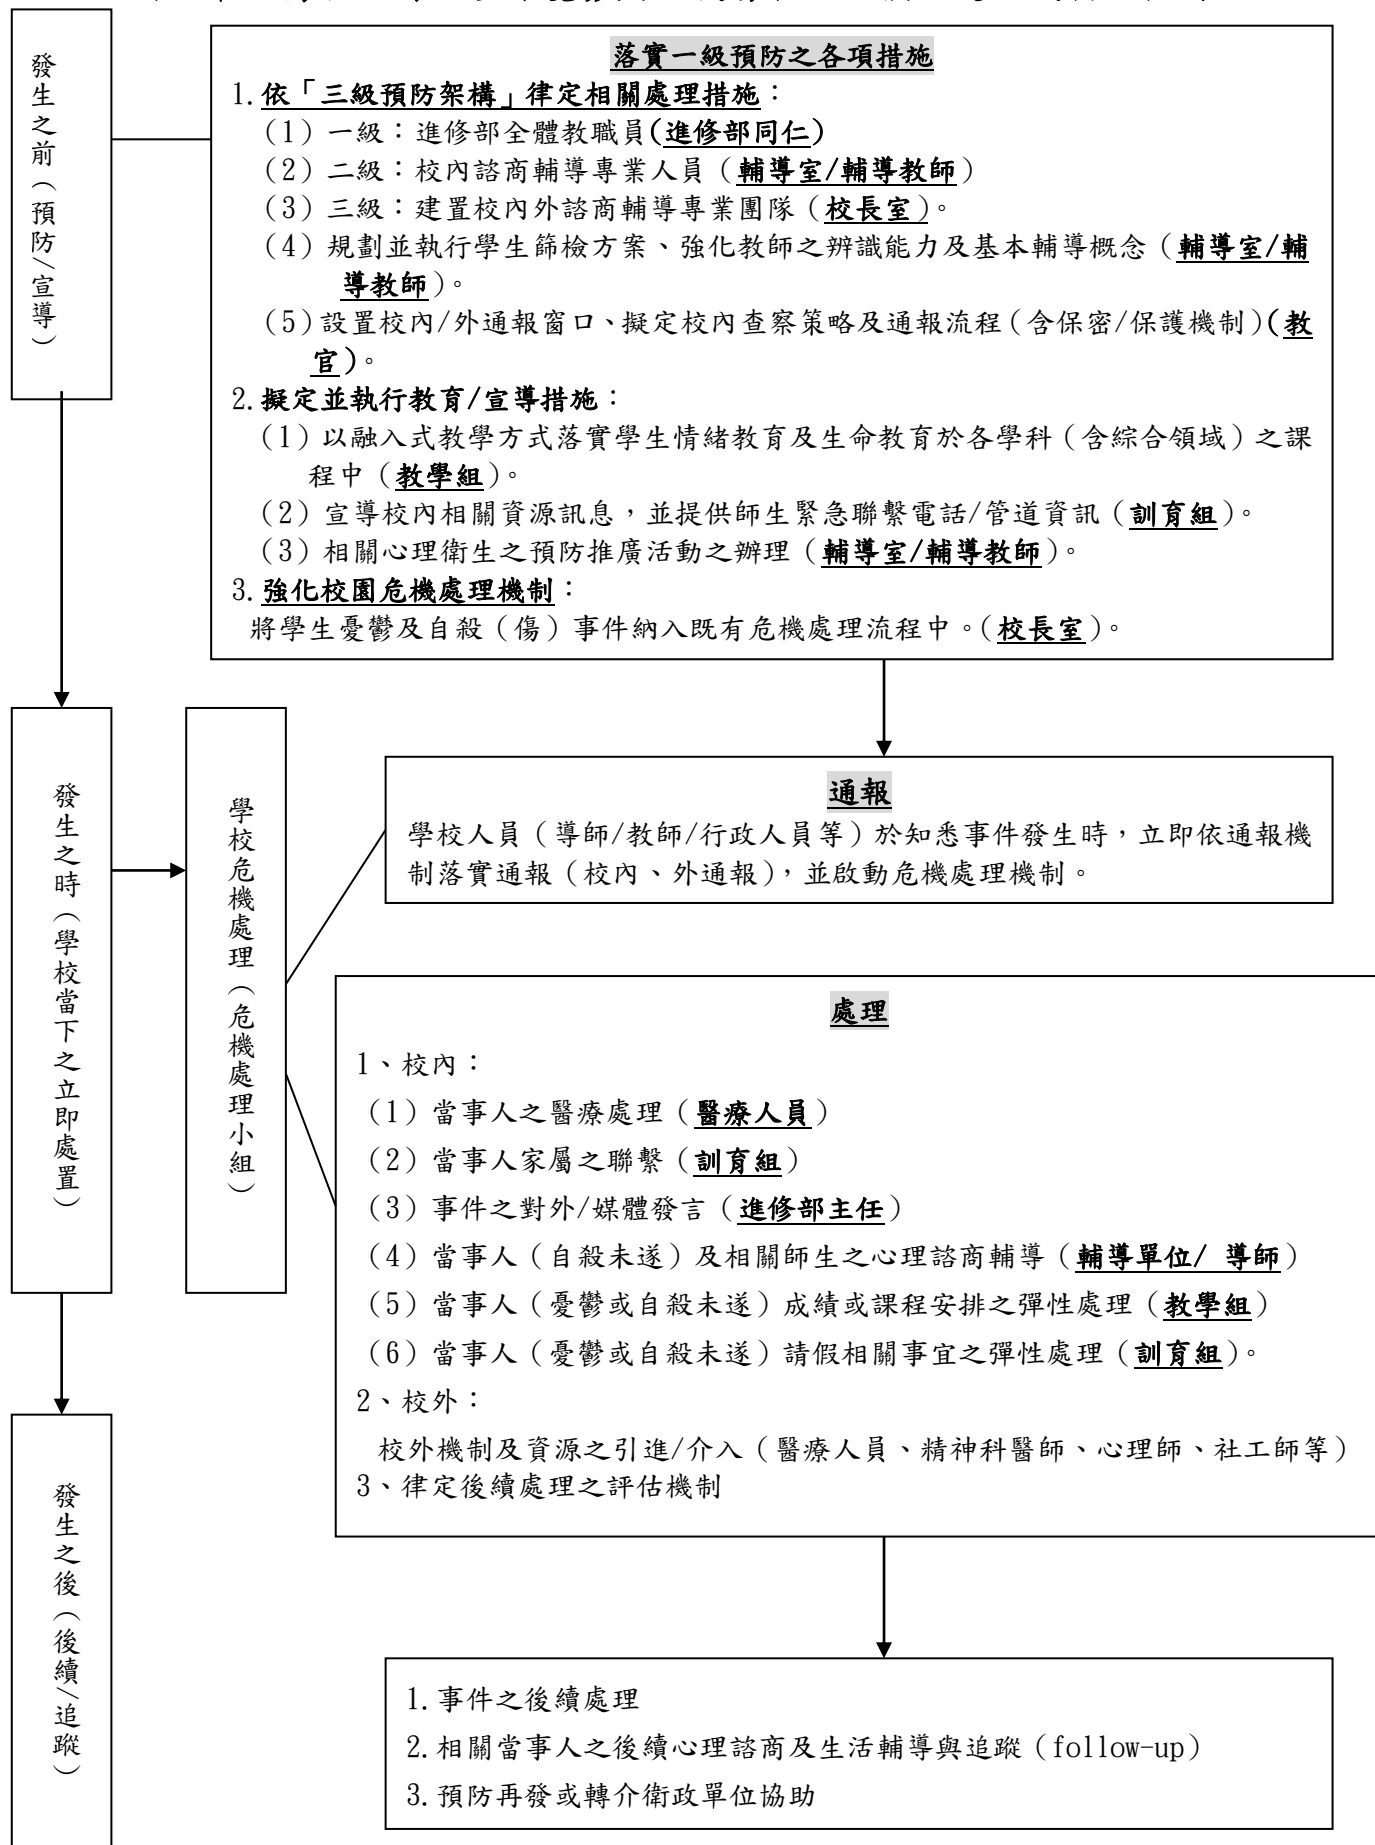 發生之前（預防/宣導）
落實一級預防之各項措施
1.依「三級預防架構」律定相關處理措施：
（1）一級：進修部全體教職員(進修部同仁)
（2）二級：校內諮商輔導專業人員（輔導室/輔導教師）
（3）三級：建置校內外諮商輔導專業團隊（校長室）。
（4）規劃並執行學生篩檢方案、強化教師之辨識能力及基本輔導概念（輔導室/輔
導教師）。
（5）設置校內/外通報窗口、擬定校內查察策略及通報流程(含保密/保護機制)(教
官)。
2.擬定並執行教育/宣導措施：
（1）以融入式教學方式落實學生情緒教育及生命教育於各學科（含綜合領域）之課
程中（教學組）。
（2）宣導校內相關資源訊息，並提供師生緊急聯繫電話/管道資訊（訓育組）。
（3）相關心理衛生之預防推廣活動之辦理（輔導室/輔導教師）。
3.強化校園危機處理機制：
將學生憂鬱及自殺（傷）事件納入既有危機處理流程中。（校長室）。
發生之時（學校當下之立即處置）
學校危機處理（危機處理小組）
通報
學校人員（導師/教師/行政人員等）於知悉事件發生時，立即依通報機
制落實通報（校內、外通報），並啟動危機處理機制。
處理
1、校內：
（1）當事人之醫療處理（醫療人員）
（2）當事人家屬之聯繫（訓育組）
（3）事件之對外/媒體發言（進修部主任）
（4）當事人（自殺未遂）及相關師生之心理諮商輔導（輔導單位/ 導師）
（5）當事人（憂鬱或自殺未遂）成績或課程安排之彈性處理（教學組）
（6）當事人（憂鬱或自殺未遂）請假相關事宜之彈性處理（訓育組）。
2、校外：
校外機制及資源之引進/介入（醫療人員、精神科醫師、心理師、社工師等）
3、律定後續處理之評估機制
發生之後（後續/追蹤）
1.事件之後續處理
2.相關當事人之後續心理諮商及生活輔導與追蹤（follow-up）
3.預防再發或轉介衛政單位協助